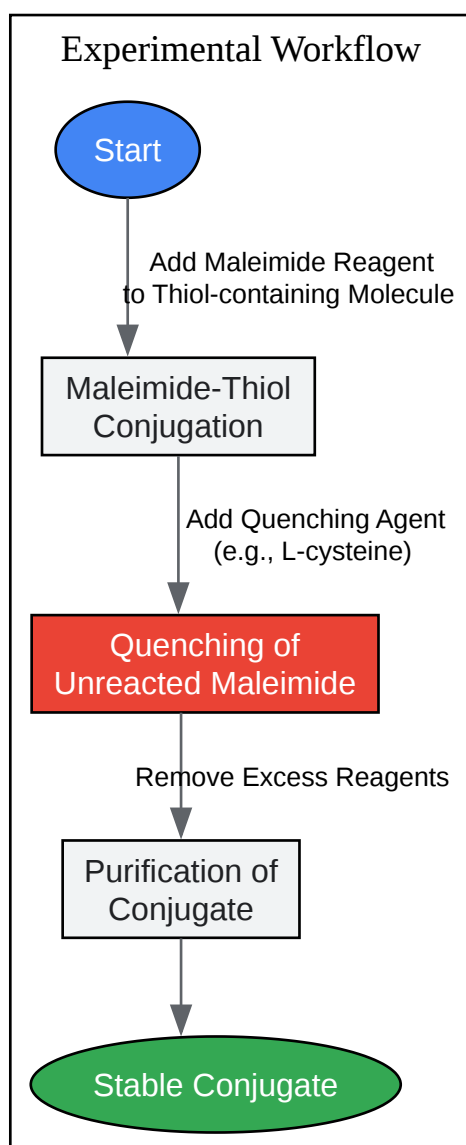 Experimental Workflow
Start
Add Maleimide Reagent
to Thiol-containing Molecule
Maleimide-Thiol
Conjugation
Add Quenching Agent
(e.g., L-cysteine)
Quenching of
Unreacted Maleimide
Remove Excess Reagents
Purification of
Conjugate
Stable Conjugate